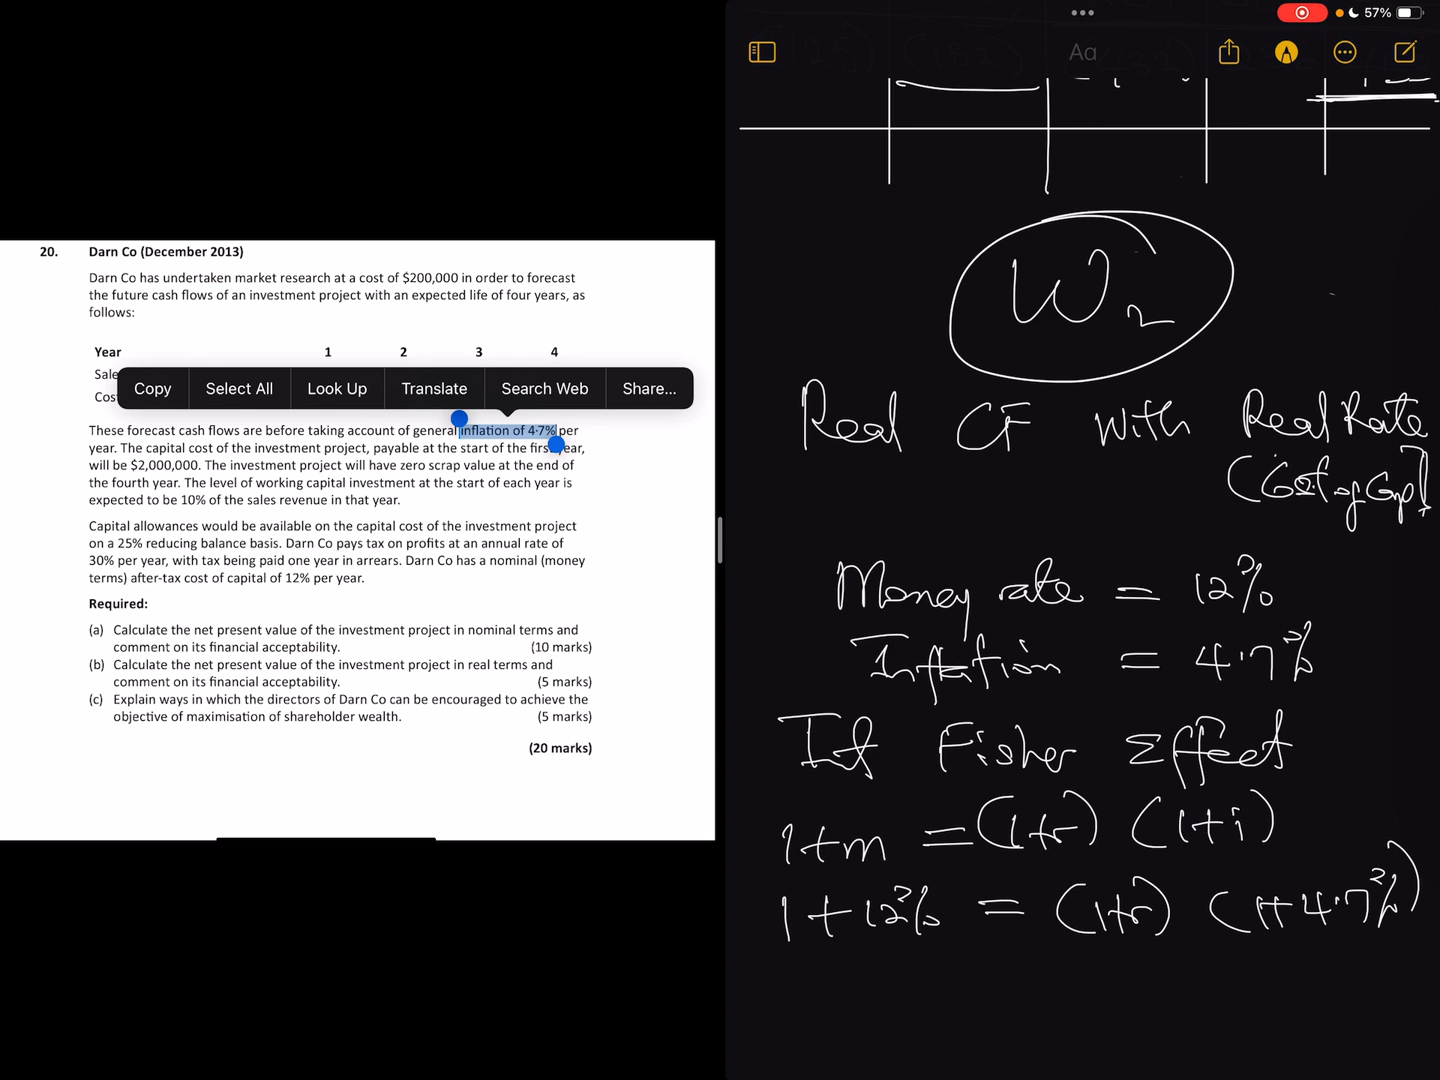 57%
Aa
20. Darn Co (December 2013)
Darn Co has undertaken market research at a cost of $200,000 in order to forecast
the future cash flows of an investment project with an expected life of four years, as
follows:
Year 1 2 3 4
Sale
Cos
Copy Select All Look Up Translate Search Web Share...
These forecast cash flows are before taking account of general inflation of 4·7% per
year. The capital cost of the investment project, payable at the start of the first year,
will be $2,000,000. The investment project will have zero scrap value at the end of
the fourth year. The level of working capital investment at the start of each year is
expected to be 10% of the sales revenue in that year.
Capital allowances would be available on the capital cost of the investment project
on a 25% reducing balance basis. Darn Co pays tax on profits at an annual rate of
30% per year, with tax being paid one year in arrears. Darn Co has a nominal (money
terms) after-tax cost of capital of 12% per year.
Required:
(a) Calculate the net present value of the investment project in nominal terms and
comment on its financial acceptability. (10 marks)
(b) Calculate the net present value of the investment project in real terms and
comment on its financial acceptability. (5 marks)
(c) Explain ways in which the directors of Darn Co can be encouraged to achieve the
objective of maximisation of shareholder wealth. (5 marks)
(20 marks)
W2
Real CF with Real Rate
(Cost of Cap)
Money rate = 12%
Inflation = 4.7%
Fisher Effect
1+m = (1+r) (1+i)
1+12% = (1+r) (1+4.7%)